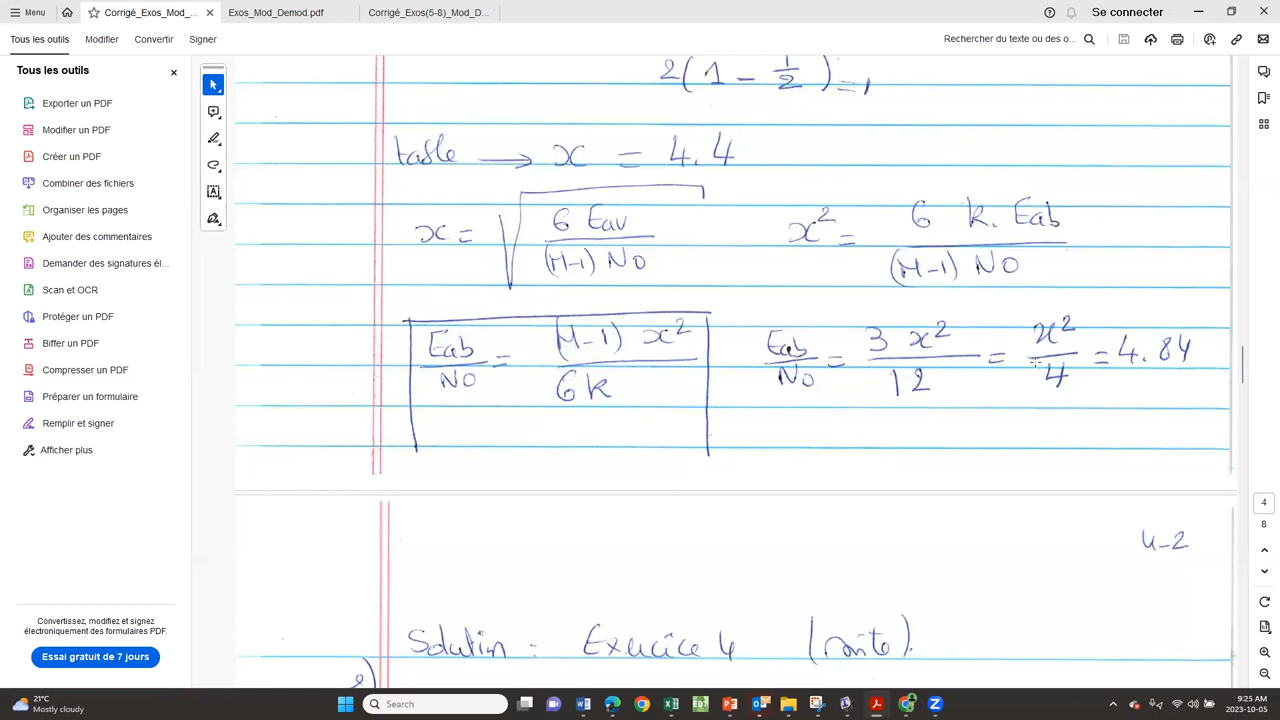 Menu
Corrigé_Exos_Mod_...
Exos_Mod_Demod.pdf
Corrigé_Exos(5-8)_Mod_D...
Se connecter
Tous les outils
Modifier
Convertir
Signer
Rechercher du texte ou des o...
Tous les outils
Exporter un PDF
Modifier un PDF
Créer un PDF
Combiner des fichiers
Organiser les pages
Ajouter des commentaires
Demander des signatures él...
Scan et OCR
Protéger un PDF
Biffer un PDF
Compresser un PDF
Préparer un formulaire
Remplir et signer
Afficher plus
Convertissez, modifiez et signez
électroniquement des formulaires PDF.
Essai gratuit de 7 jours
2(1 - 1/2) = 1
table → x = 4.4
x = √(6 Eav / (M-1) No) x² = 6 k. Eab / (M-1) No
Eab/No = (M-1) x² / 6k Eab/No = 3 x² / 12 = x²/4 = 4.84
4-2
Solution : Exercice 4 (suite).
2)
4
8
21°C
Mostly cloudy
Search
9:25 AM
2023-10-05